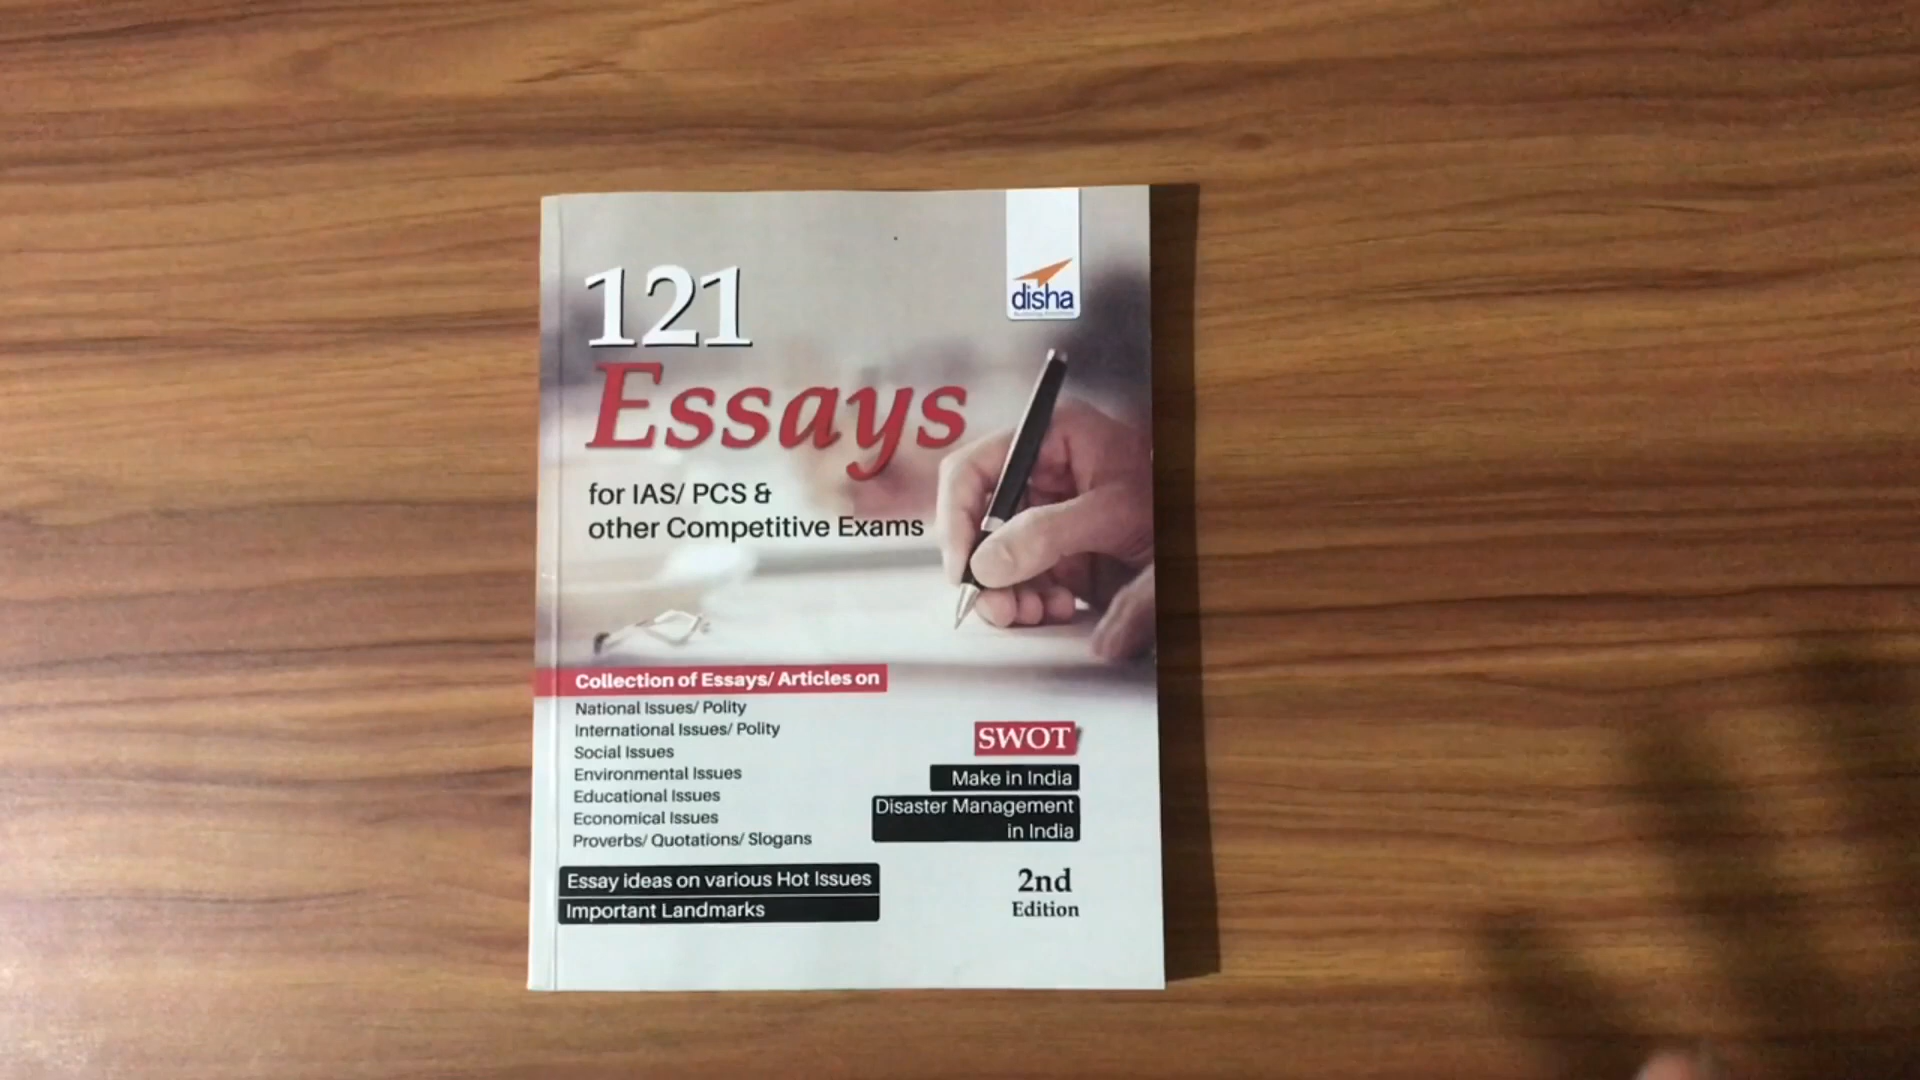 disha
121
Essays
for IAS/ PCS &
other Competitive Exams
Collection of Essays/ Articles on
National Issues/ Polity
International Issues/ Polity
Social Issues
Environmental Issues
Educational Issues
Economical Issues
Proverbs/ Quotations/ Slogans
SWOT
Make in India
Disaster Management
in India
Essay ideas on various Hot Issues
Important Landmarks
2nd
Edition